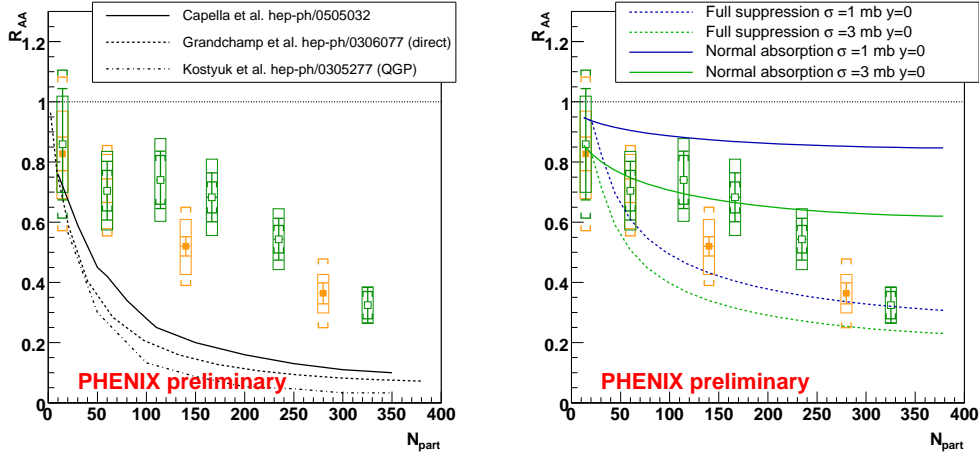 R_AA
1.2
1
0.8
0.6
0.4
0.2
0
Capella et al. hep-ph/0505032
Grandchamp et al. hep-ph/0306077 (direct)
Kostyuk et al. hep-ph/0305277 (QGP)
PHENIX preliminary
0 50 100 150 200 250 300 350 400
N_part
R_AA
1.2
1
0.8
0.6
0.4
0.2
0
Full suppression σ =1 mb y=0
Full suppression σ =3 mb y=0
Normal absorption σ =1 mb y=0
Normal absorption σ =3 mb y=0
PHENIX preliminary
0 50 100 150 200 250 300 350 400
N_part